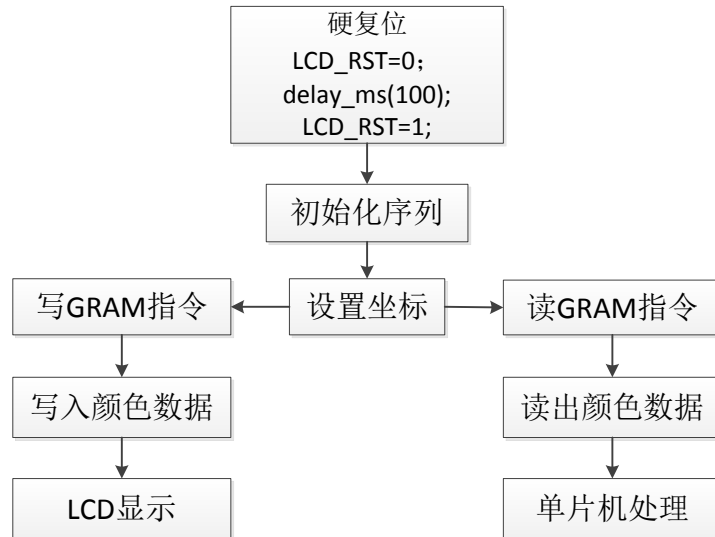 硬复位
LCD_RST=0；
delay_ms(100);
LCD_RST=1;
初始化序列
写GRAM指令
设置坐标
读GRAM指令
写入颜色数据
读出颜色数据
LCD显示
单片机处理